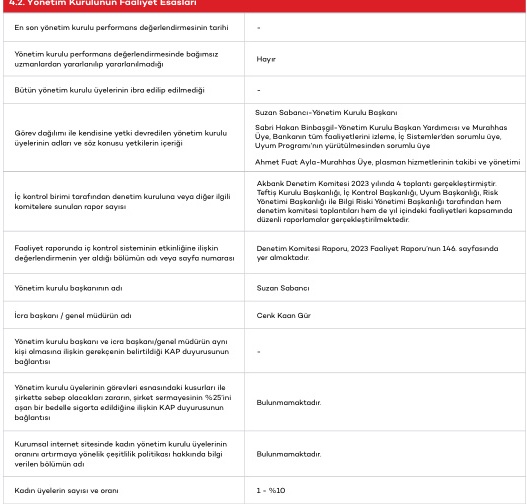 4.2. Yönetim Kurulunun Faaliyet Esasları
En son yönetim kurulu performans değerlendirmesinin tarihi
-
Yönetim kurulu performans değerlendirmesinde bağımsız
uzmanlardan yararlanılıp yararlanılmadığı
Hayır
Bütün yönetim kurulu üyelerinin ibra edilip edilmediği
-
Görev dağılımı ile kendisine yetki devredilen yönetim kurulu
üyelerinin adları ve söz konusu yetkilerin içeriği
Suzan Sabancı-Yönetim Kurulu Başkanı
Sabri Hakan Binbaşgil-Yönetim Kurulu Başkan Yardımcısı ve Murahhas
Üye, Bankanın tüm faaliyetlerini izleme, İç Sistemler'den sorumlu üye,
Uyum Programı'nın yürütülmesinden sorumlu üye
Ahmet Fuat Ayla-Murahhas Üye, plasman hizmetlerinin takibi ve yönetimi
İç kontrol birimi tarafından denetim kuruluna veya diğer ilgili
komitelere sunulan rapor sayısı
Akbank Denetim Komitesi 2023 yılında 4 toplantı gerçekleştirmiştir.
Teftiş Kurulu Başkanlığı, İç Kontrol Başkanlığı, Uyum Başkanlığı, Risk
Yönetimi Başkanlığı ile Bilgi Riski Yönetimi Başkanlığı tarafından hem
denetim komitesi toplantıları hem de yıl içindeki faaliyetleri kapsamında
düzenli raporlamalar gerçekleştirilmektedir.
Faaliyet raporunda iç kontrol sisteminin etkinliğine ilişkin
değerlendirmenin yer aldığı bölümün adı veya sayfa numarası
Denetim Komitesi Raporu, 2023 Faaliyet Raporu'nun 146. sayfasında
yer almaktadır.
Yönetim kurulu başkanının adı
Suzan Sabancı
İcra başkanı / genel müdürün adı
Cenk Kaan Gür
Yönetim kurulu başkanı ve icra başkanı/genel müdürün aynı
kişi olmasına ilişkin gerekçenin belirtildiği KAP duyurusunun
bağlantısı
-
Yönetim kurulu üyelerinin görevleri esnasındaki kusurları ile
şirkette sebep olacakları zararın, şirket sermayesinin %25'ini
aşan bir bedelle sigorta edildiğine ilişkin KAP duyurusunun
bağlantısı
Bulunmamaktadır.
Kurumsal internet sitesinde kadın yönetim kurulu üyelerinin
oranını artırmaya yönelik çeşitlilik politikası hakkında bilgi
verilen bölümün adı
Bulunmamaktadır.
Kadın üyelerin sayısı ve oranı
1 - %10